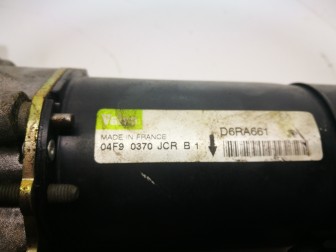 Valeo
MADE IN FRANCE D6RA661
04F9 0370 JCR B 1